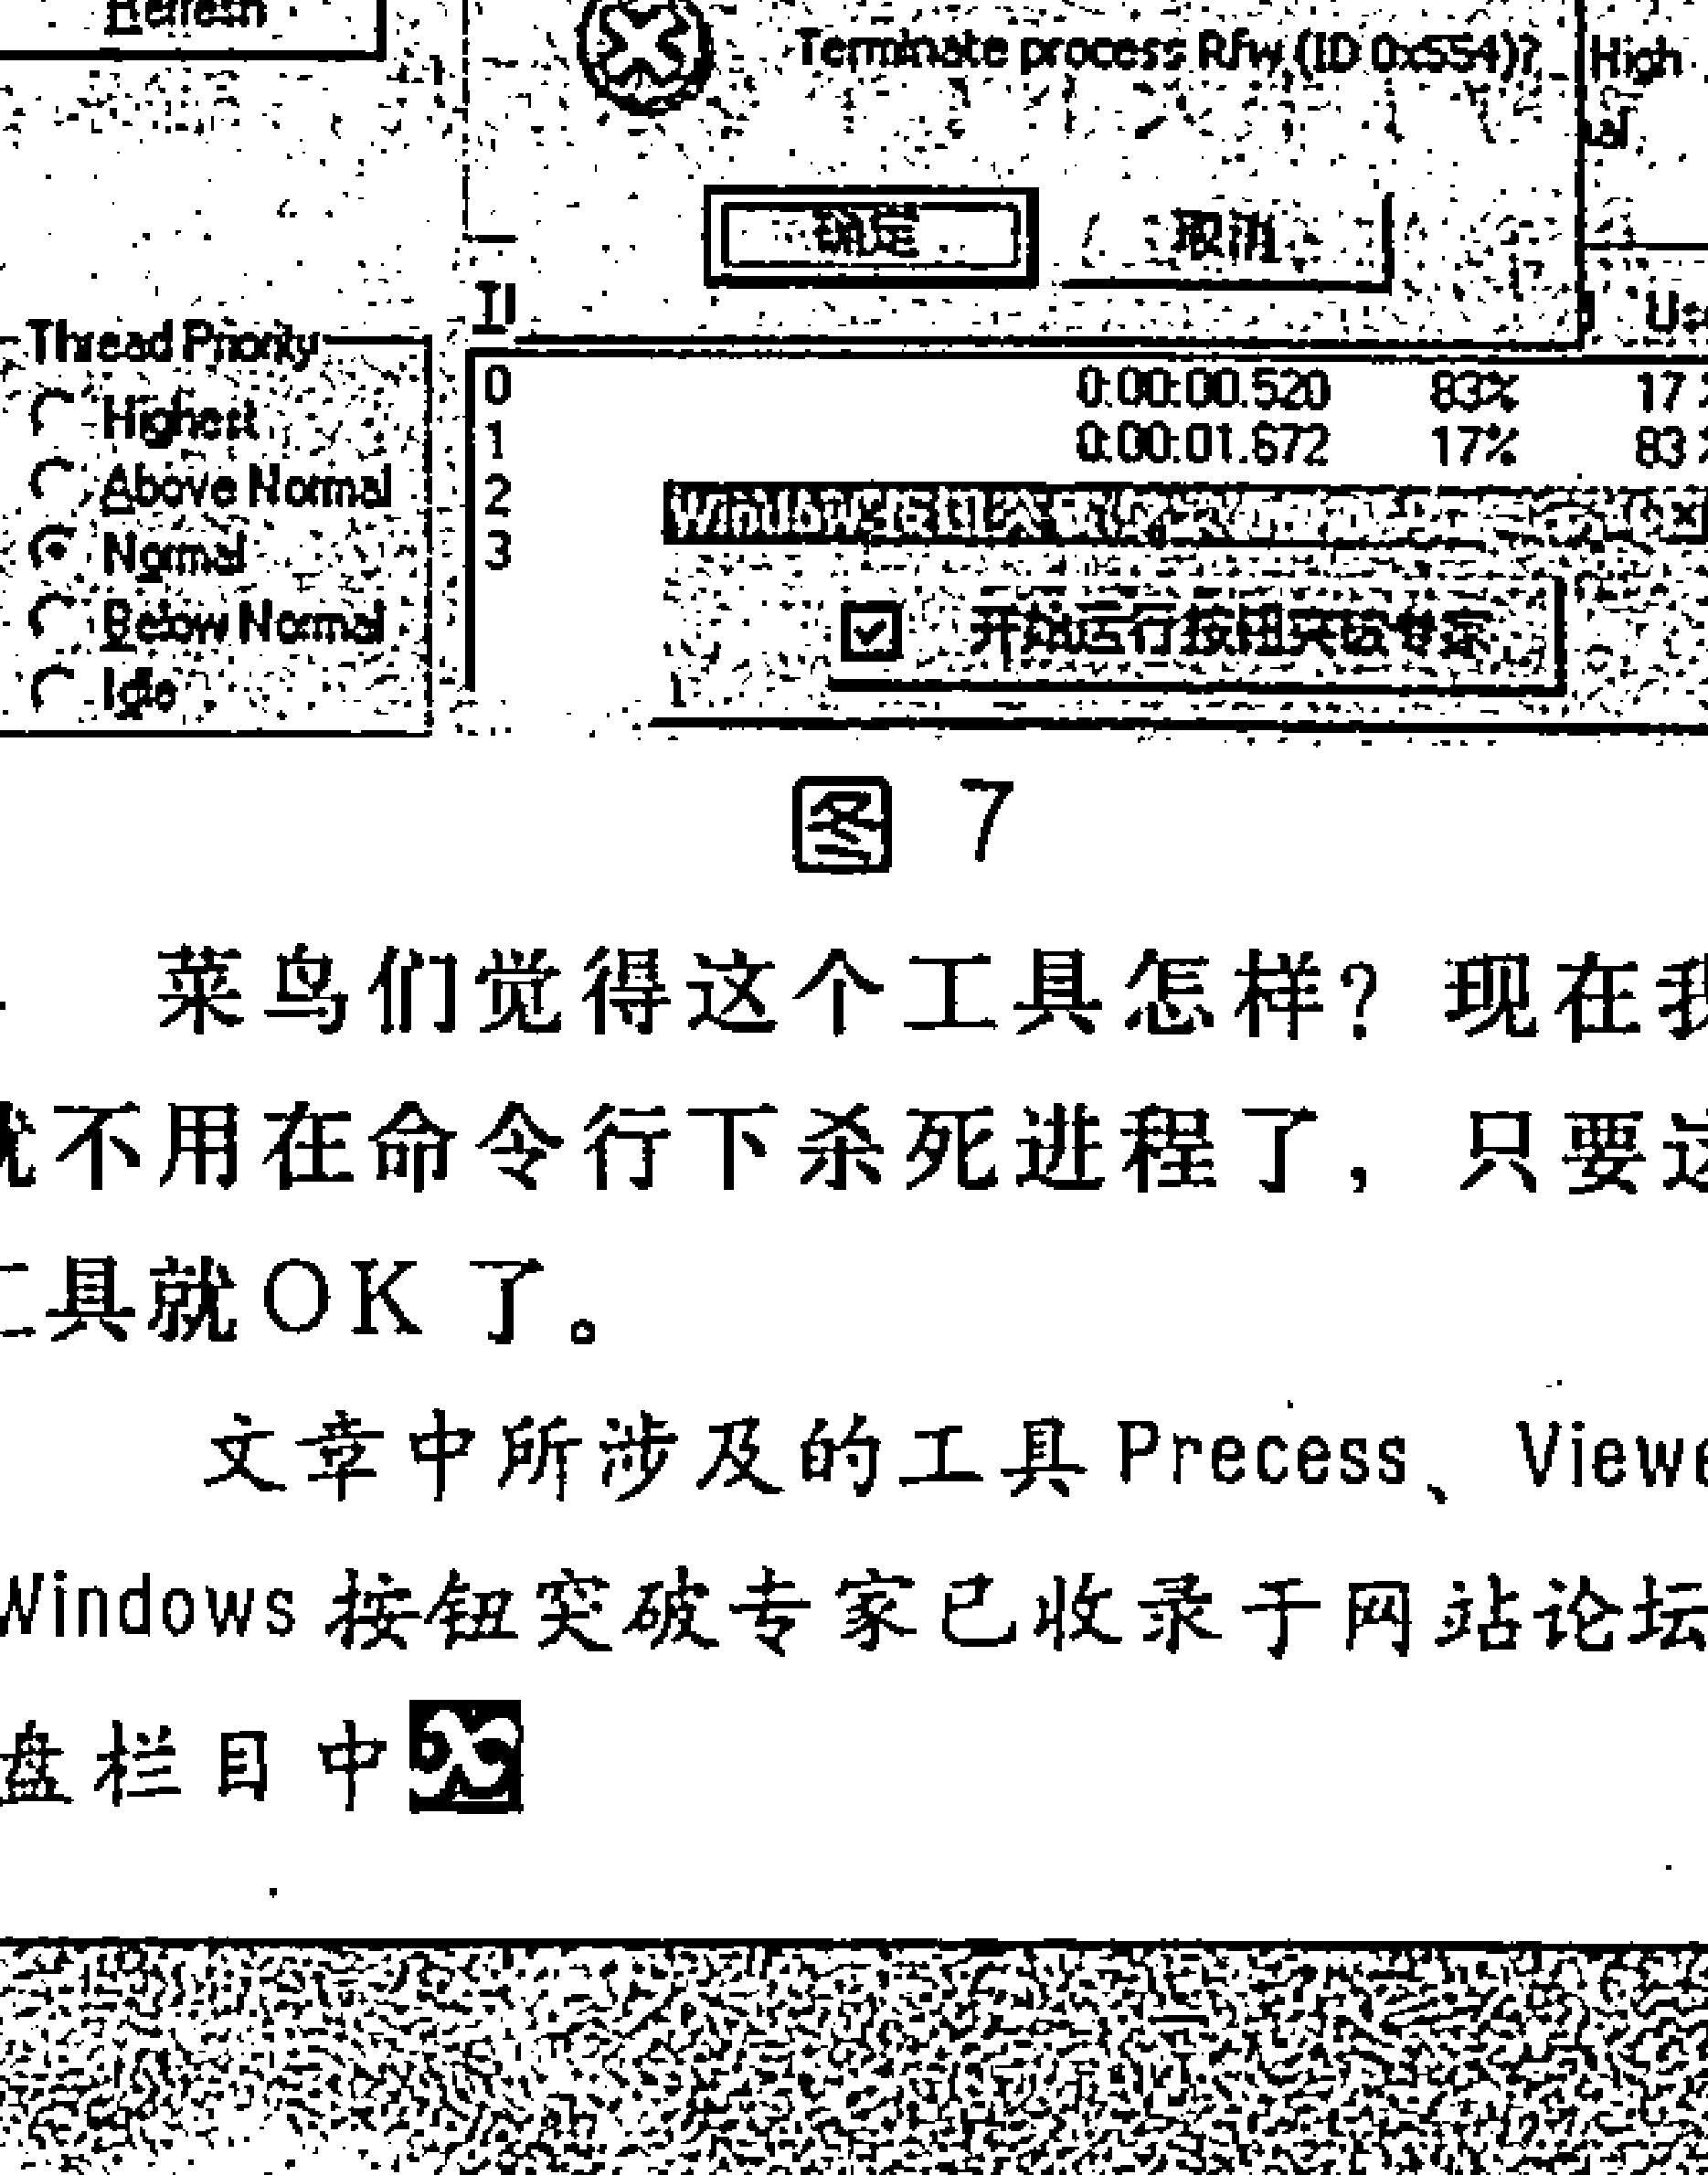 Refresh
Terminate process Rfw (ID 0x554)?
High
确定 取消
Thread Priority
Highest
Above Normal
Normal
Below Normal
Idle
0 0:00:00.520 83% 17%
1 0:00:01.672 17% 83%
2
3
开始运行按钮突破专家
图 7
菜鸟们觉得这个工具怎样？现在我
就不用在命令行下杀死进程了，只要这
工具就OK了。
文章中所涉及的工具Precess、Viewe
Windows按钮突破专家已收录于网站论坛
盘栏目中